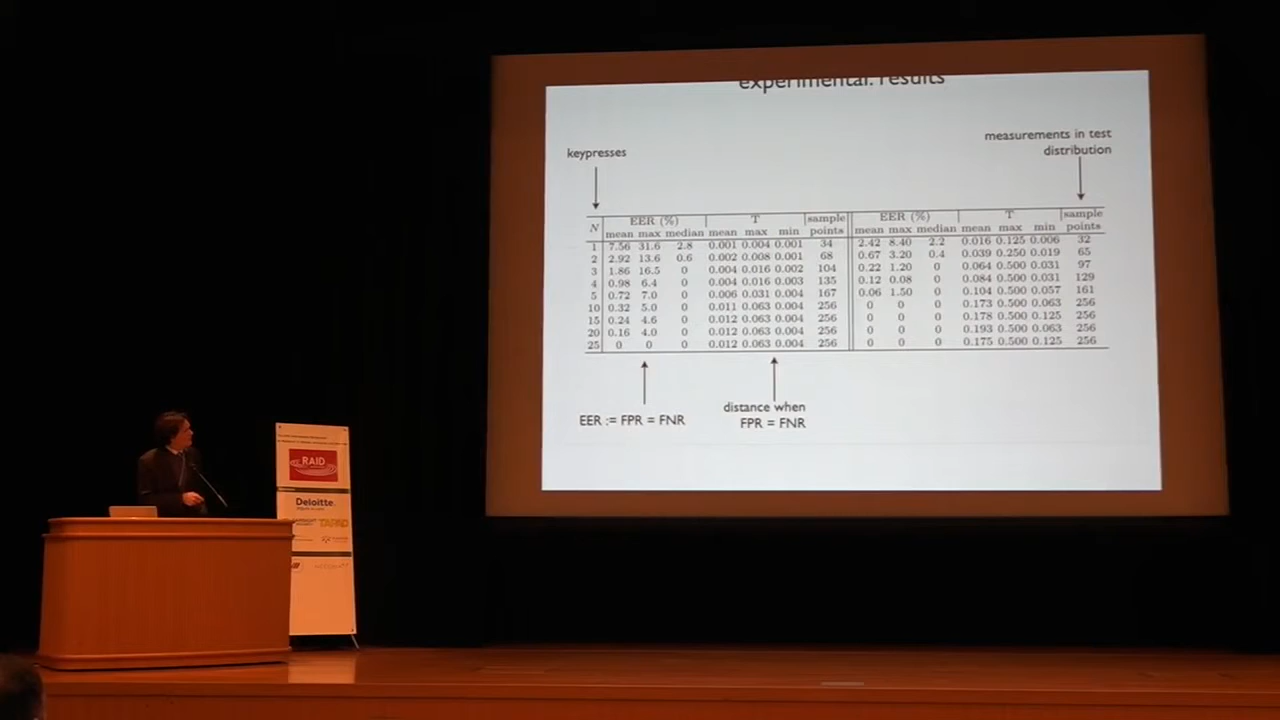 experimental: results
measurements in test
distribution
keypresses
EER (%) T sample EER (%) T sample
N mean max median mean max min points mean max median mean max min points
1 7.56 31.6 2.8 0.001 0.004 0.001 34 2.42 8.40 2.2 0.016 0.125 0.006 32
2 2.92 13.6 0.6 0.002 0.008 0.001 68 0.67 3.20 0.4 0.039 0.250 0.019 65
3 1.86 16.5 0 0.004 0.016 0.002 104 0.22 1.20 0 0.064 0.500 0.031 97
4 0.98 6.4 0 0.004 0.016 0.003 135 0.12 0.08 0 0.084 0.500 0.031 129
5 0.72 7.0 0 0.006 0.031 0.004 167 0.06 1.50 0 0.104 0.500 0.057 161
10 0.32 5.0 0 0.011 0.063 0.004 256 0 0 0 0.173 0.500 0.063 256
15 0.24 4.6 0 0.012 0.063 0.004 256 0 0 0 0.178 0.500 0.125 256
20 0.16 4.0 0 0.012 0.063 0.004 256 0 0 0 0.193 0.500 0.063 256
25 0 0 0 0.012 0.063 0.004 256 0 0 0 0.175 0.500 0.125 256
EER := FPR = FNR
distance when
FPR = FNR
RAID
Deloitte.